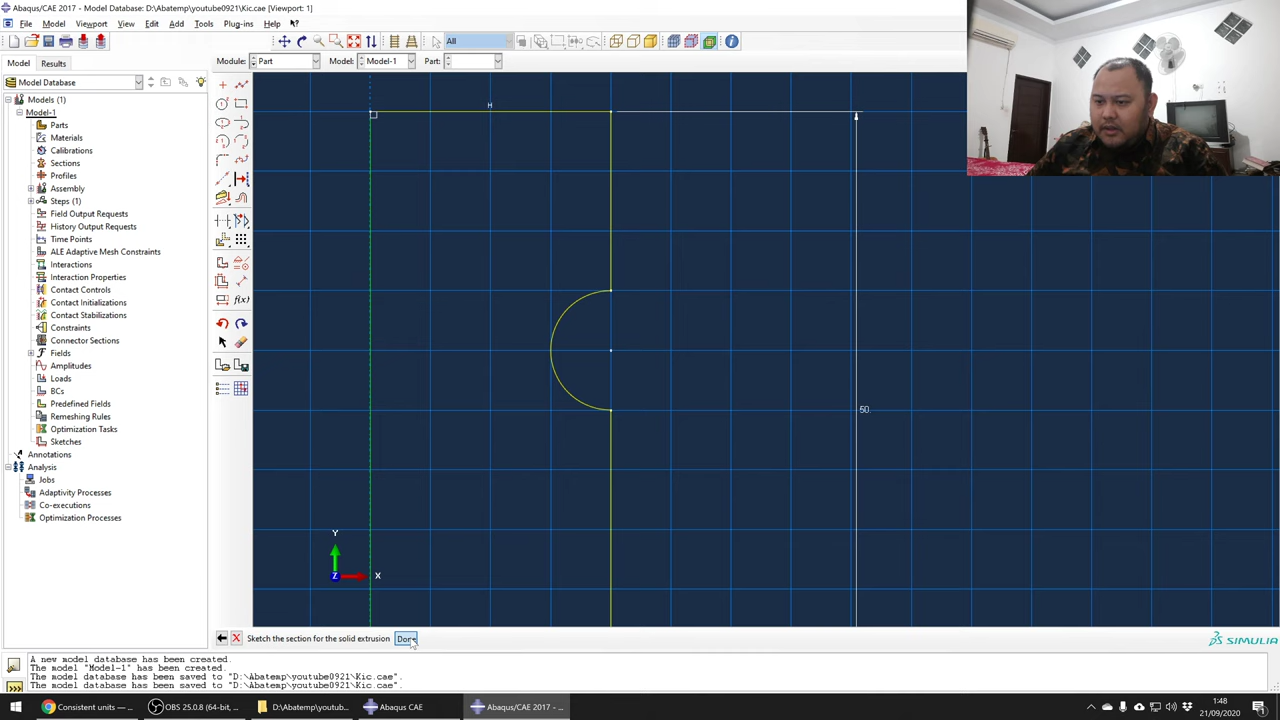 Abaqus/CAE 2017 - Model Database: D:\Abatemp\youtube0921\Kic.cae [Viewport: 1]
File Model Viewport View Edit Add Tools Plug-ins Help
All
Model Results Module: Part Model: Model-1 Part:
Model Database
Models (1)
Model-1
Parts
Materials
Calibrations
Sections
Profiles
Assembly
Steps (1)
Field Output Requests
History Output Requests
Time Points
ALE Adaptive Mesh Constraints
Interactions
Interaction Properties
Contact Controls
Contact Initializations
Contact Stabilizations
Constraints
Connector Sections
Fields
Amplitudes
Loads
BCs
Predefined Fields
Remeshing Rules
Optimization Tasks
Sketches
Annotations
Analysis
Jobs
Adaptivity Processes
Co-executions
Optimization Processes
f(x)
H
50.
Y
Z X
Sketch the section for the solid extrusion Done
SIMULIA
A new model database has been created.
The model "Model-1" has been created.
The model database has been saved to "D:\Abatemp\youtube0921\Kic.cae".
The model database has been saved to "D:\Abatemp\youtube0921\Kic.cae".
>>>
Consistent units — ... OBS 25.0.8 (64-bit, ... D:\Abatemp\youtub... Abaqus CAE Abaqus/CAE 2017 - ...
1:48
21/09/2020